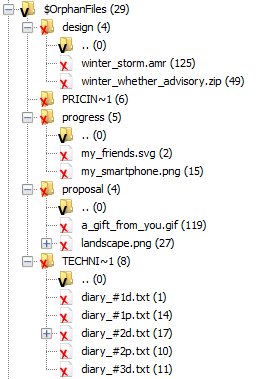 $OrphanFiles (29)
design (4)
.. (0)
winter_storm.amr (125)
winter_whether_advisory.zip (49)
PRICIN~1 (6)
progress (5)
.. (0)
my_friends.svg (2)
my_smartphone.png (15)
proposal (4)
.. (0)
a_gift_from_you.gif (119)
landscape.png (27)
TECHNI~1 (8)
.. (0)
diary_#1d.txt (1)
diary_#1p.txt (14)
diary_#2d.txt (17)
diary_#2p.txt (10)
diary_#3d.txt (11)